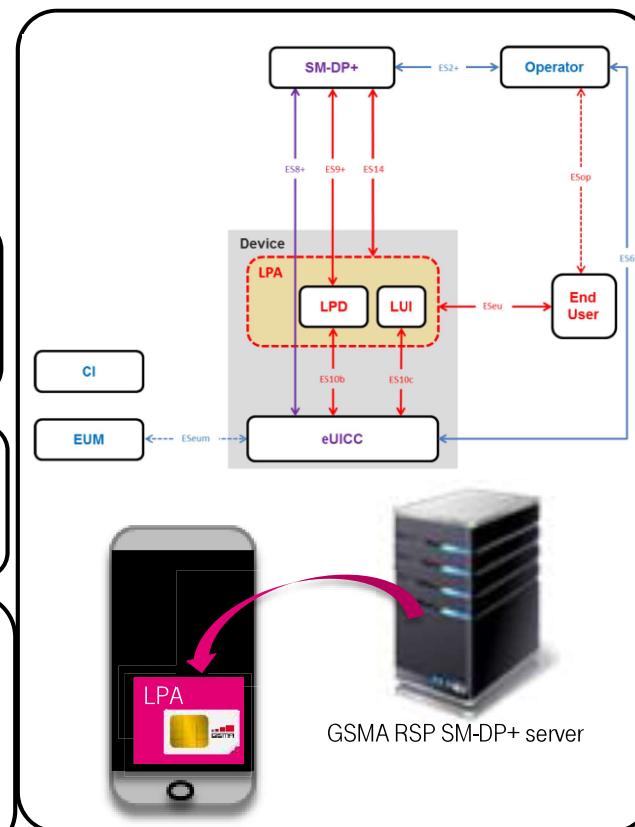 SM-DP+
ES2+
Operator
ES8+
ES9+
ES14
ESop
Device
LPA
ES6
LPD
LUI
ESeu
End
User
CI
ES10b
ES10c
EUM
ESeum
eUICC
LPA
GSMA
GSMA RSP SM-DP+ server